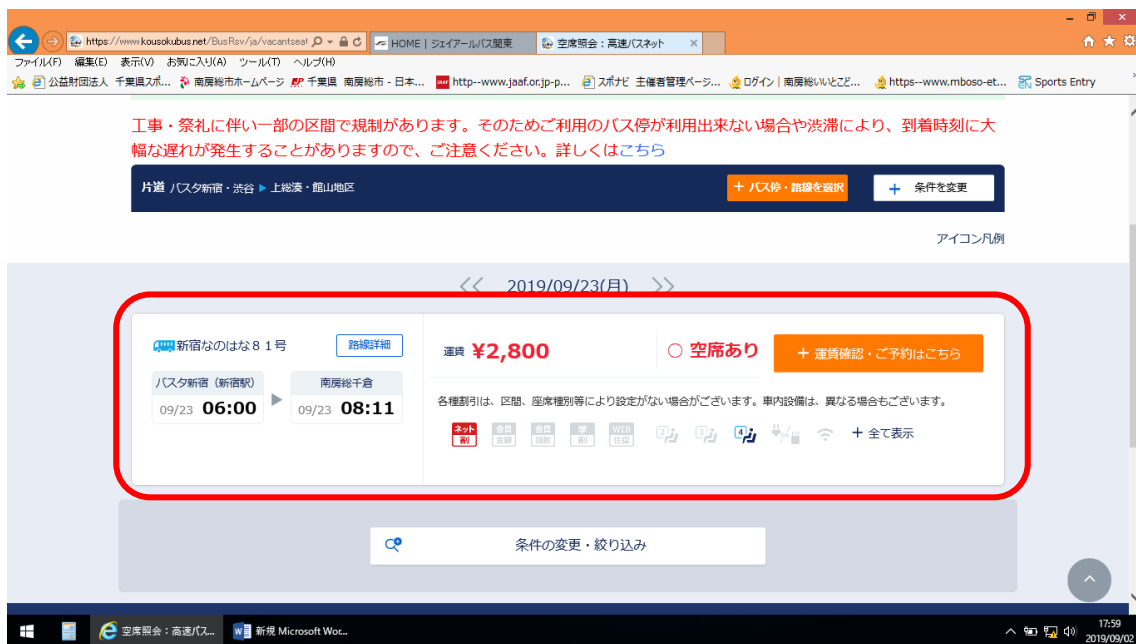 https://www.kousokubus.net/BusRsv/ja/vacantseat
HOME | ジェイアールバス関東
空席照会：高速バスネット
ファイル(F) 編集(E) 表示(V) お気に入り(A) ツール(T) ヘルプ(H)
公益財団法人 千葉県スポ... 南房総市ホームページ 千葉県 南房総市 - 日本... http--www.jaaf.or.jp-p... スポナビ 主催者管理ペーシ... ログイン | 南房総いいとこど... https--www.mboso-et... Sports Entry
工事・祭礼に伴い一部の区間で規制があります。そのためご利用のバス停が利用出来ない場合や渋滞により、到着時刻に大
幅な遅れが発生することがありますので、ご注意ください。詳しくはこちら
片道 バスタ新宿・渋谷 ▶ 上総湊・館山地区
＋ バス停・路線を選択
＋ 条件を変更
アイコン凡例
<< 2019/09/23(月) >>
新宿なのはな８１号
路線詳細
運賃 ¥2,800
○ 空席あり
＋ 運賃確認・ご予約はこちら
バスタ新宿（新宿駅）
09/23 06:00
▶
南房総千倉
09/23 08:11
各種割引は、区間、座席種別等により設定がない場合がございます。車内設備は、異なる場合もございます。
ネット割 学割 WEB往復 2 3 4 ＋ 全て表示
条件の変更・絞り込み
空席照会：高速バス...
新規 Microsoft Wor...
17:59
2019/09/02